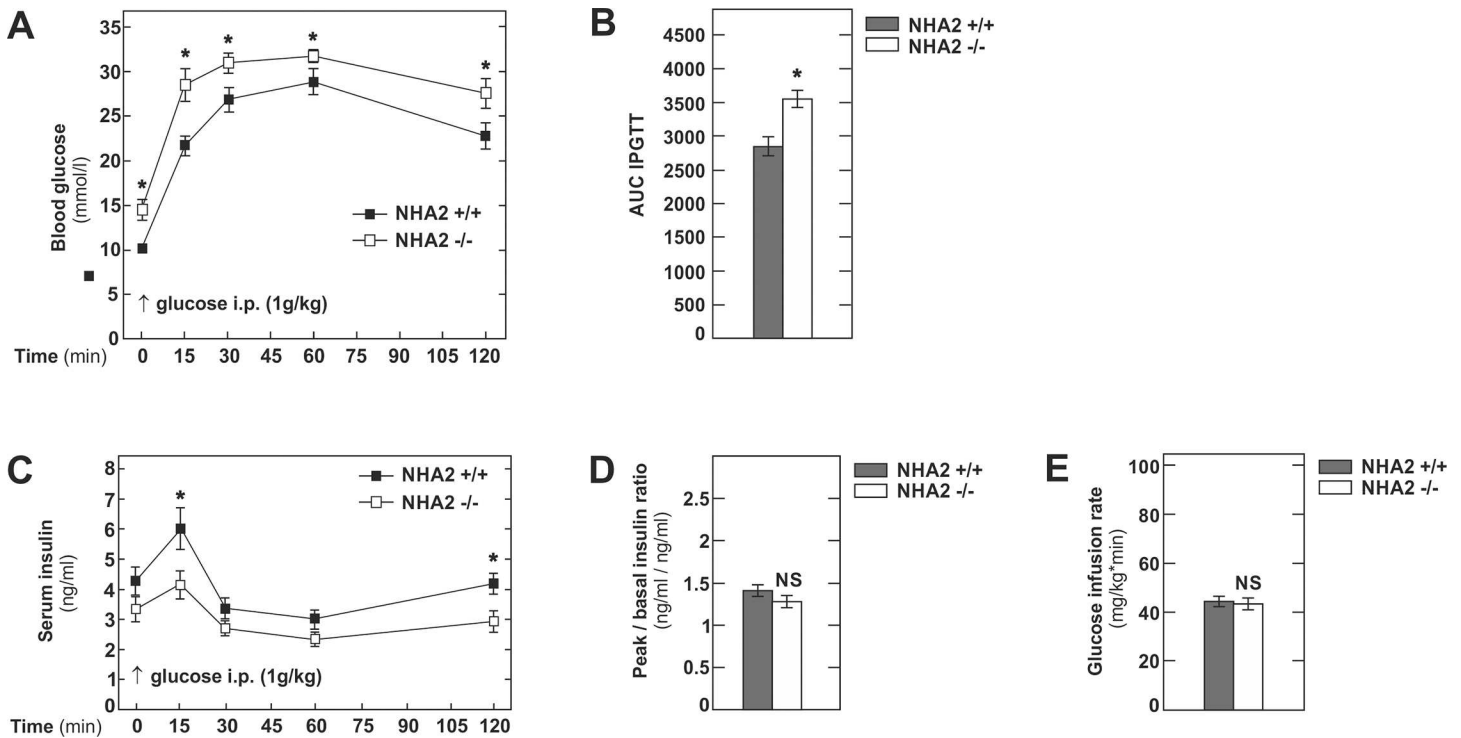 A
35
30
25
20
15
10
5
0
Blood glucose
(mmol/l)
*
*
*
*
*
NHA2 +/+
NHA2 -/-
↑ glucose i.p. (1g/kg)
Time (min) 0 15 30 45 60 75 90 105 120
B
4500
4000
3500
3000
2500
2000
1500
1000
500
0
AUC IPGTT
*
NHA2 +/+
NHA2 -/-
C
8
7
6
5
4
3
2
1
0
Serum insulin
(ng/ml)
*
*
NHA2 +/+
NHA2 -/-
↑ glucose i.p. (1g/kg)
Time (min) 0 15 30 45 60 75 90 105 120
D
2.5
2
1.5
1
0.5
0
Peak / basal insulin ratio
(ng/ml / ng/ml)
NS
NHA2 +/+
NHA2 -/-
E
100
80
60
40
20
0
Glucose infusion rate
(mg/kg*min)
NS
NHA2 +/+
NHA2 -/-